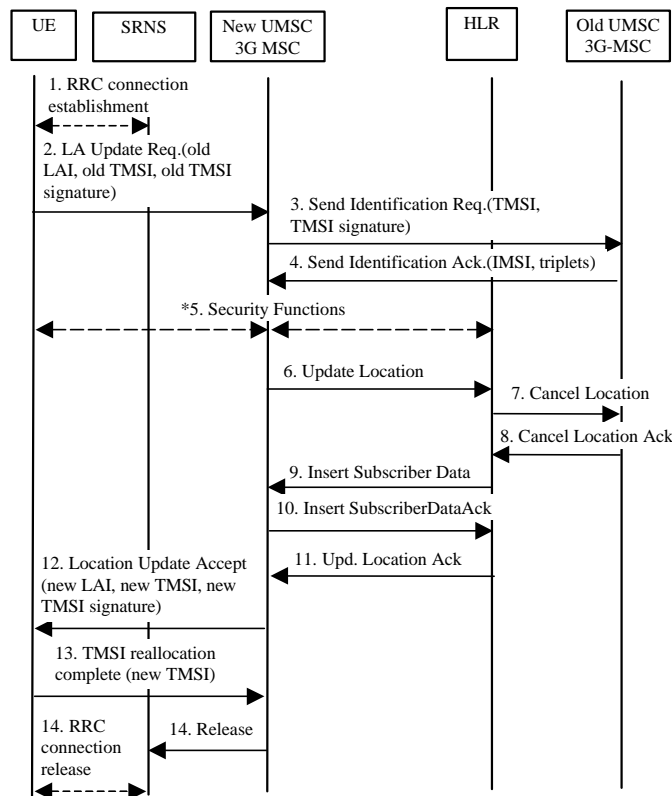 UE
SRNS
New UMSC
3G MSC
HLR
Old UMSC
3G-MSC
1. RRC connection
establishment
2. LA Update Req.(old
LAI, old TMSI, old TMSI
signature)
3. Send Identification Req.(TMSI,
TMSI signature)
4. Send Identification Ack.(IMSI, triplets)
*5. Security Functions
6. Update Location
7. Cancel Location
8. Cancel Location Ack
9. Insert Subscriber Data
10. Insert SubscriberDataAck
11. Upd. Location Ack
12. Location Update Accept
(new LAI, new TMSI, new
TMSI signature)
13. TMSI reallocation
complete (new TMSI)
14. RRC
connection
release
14. Release